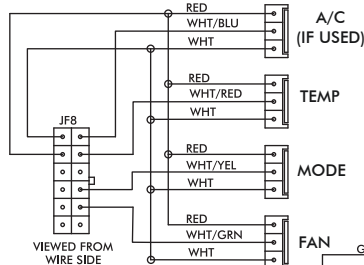 RED
WHT/BLU
WHT
A/C
(IF USED)
RED
WHT/RED
WHT
TEMP
JF8
RED
WHT/YEL
WHT
MODE
RED
WHT/GRN
WHT
FAN
VIEWED FROM
WIRE SIDE
G